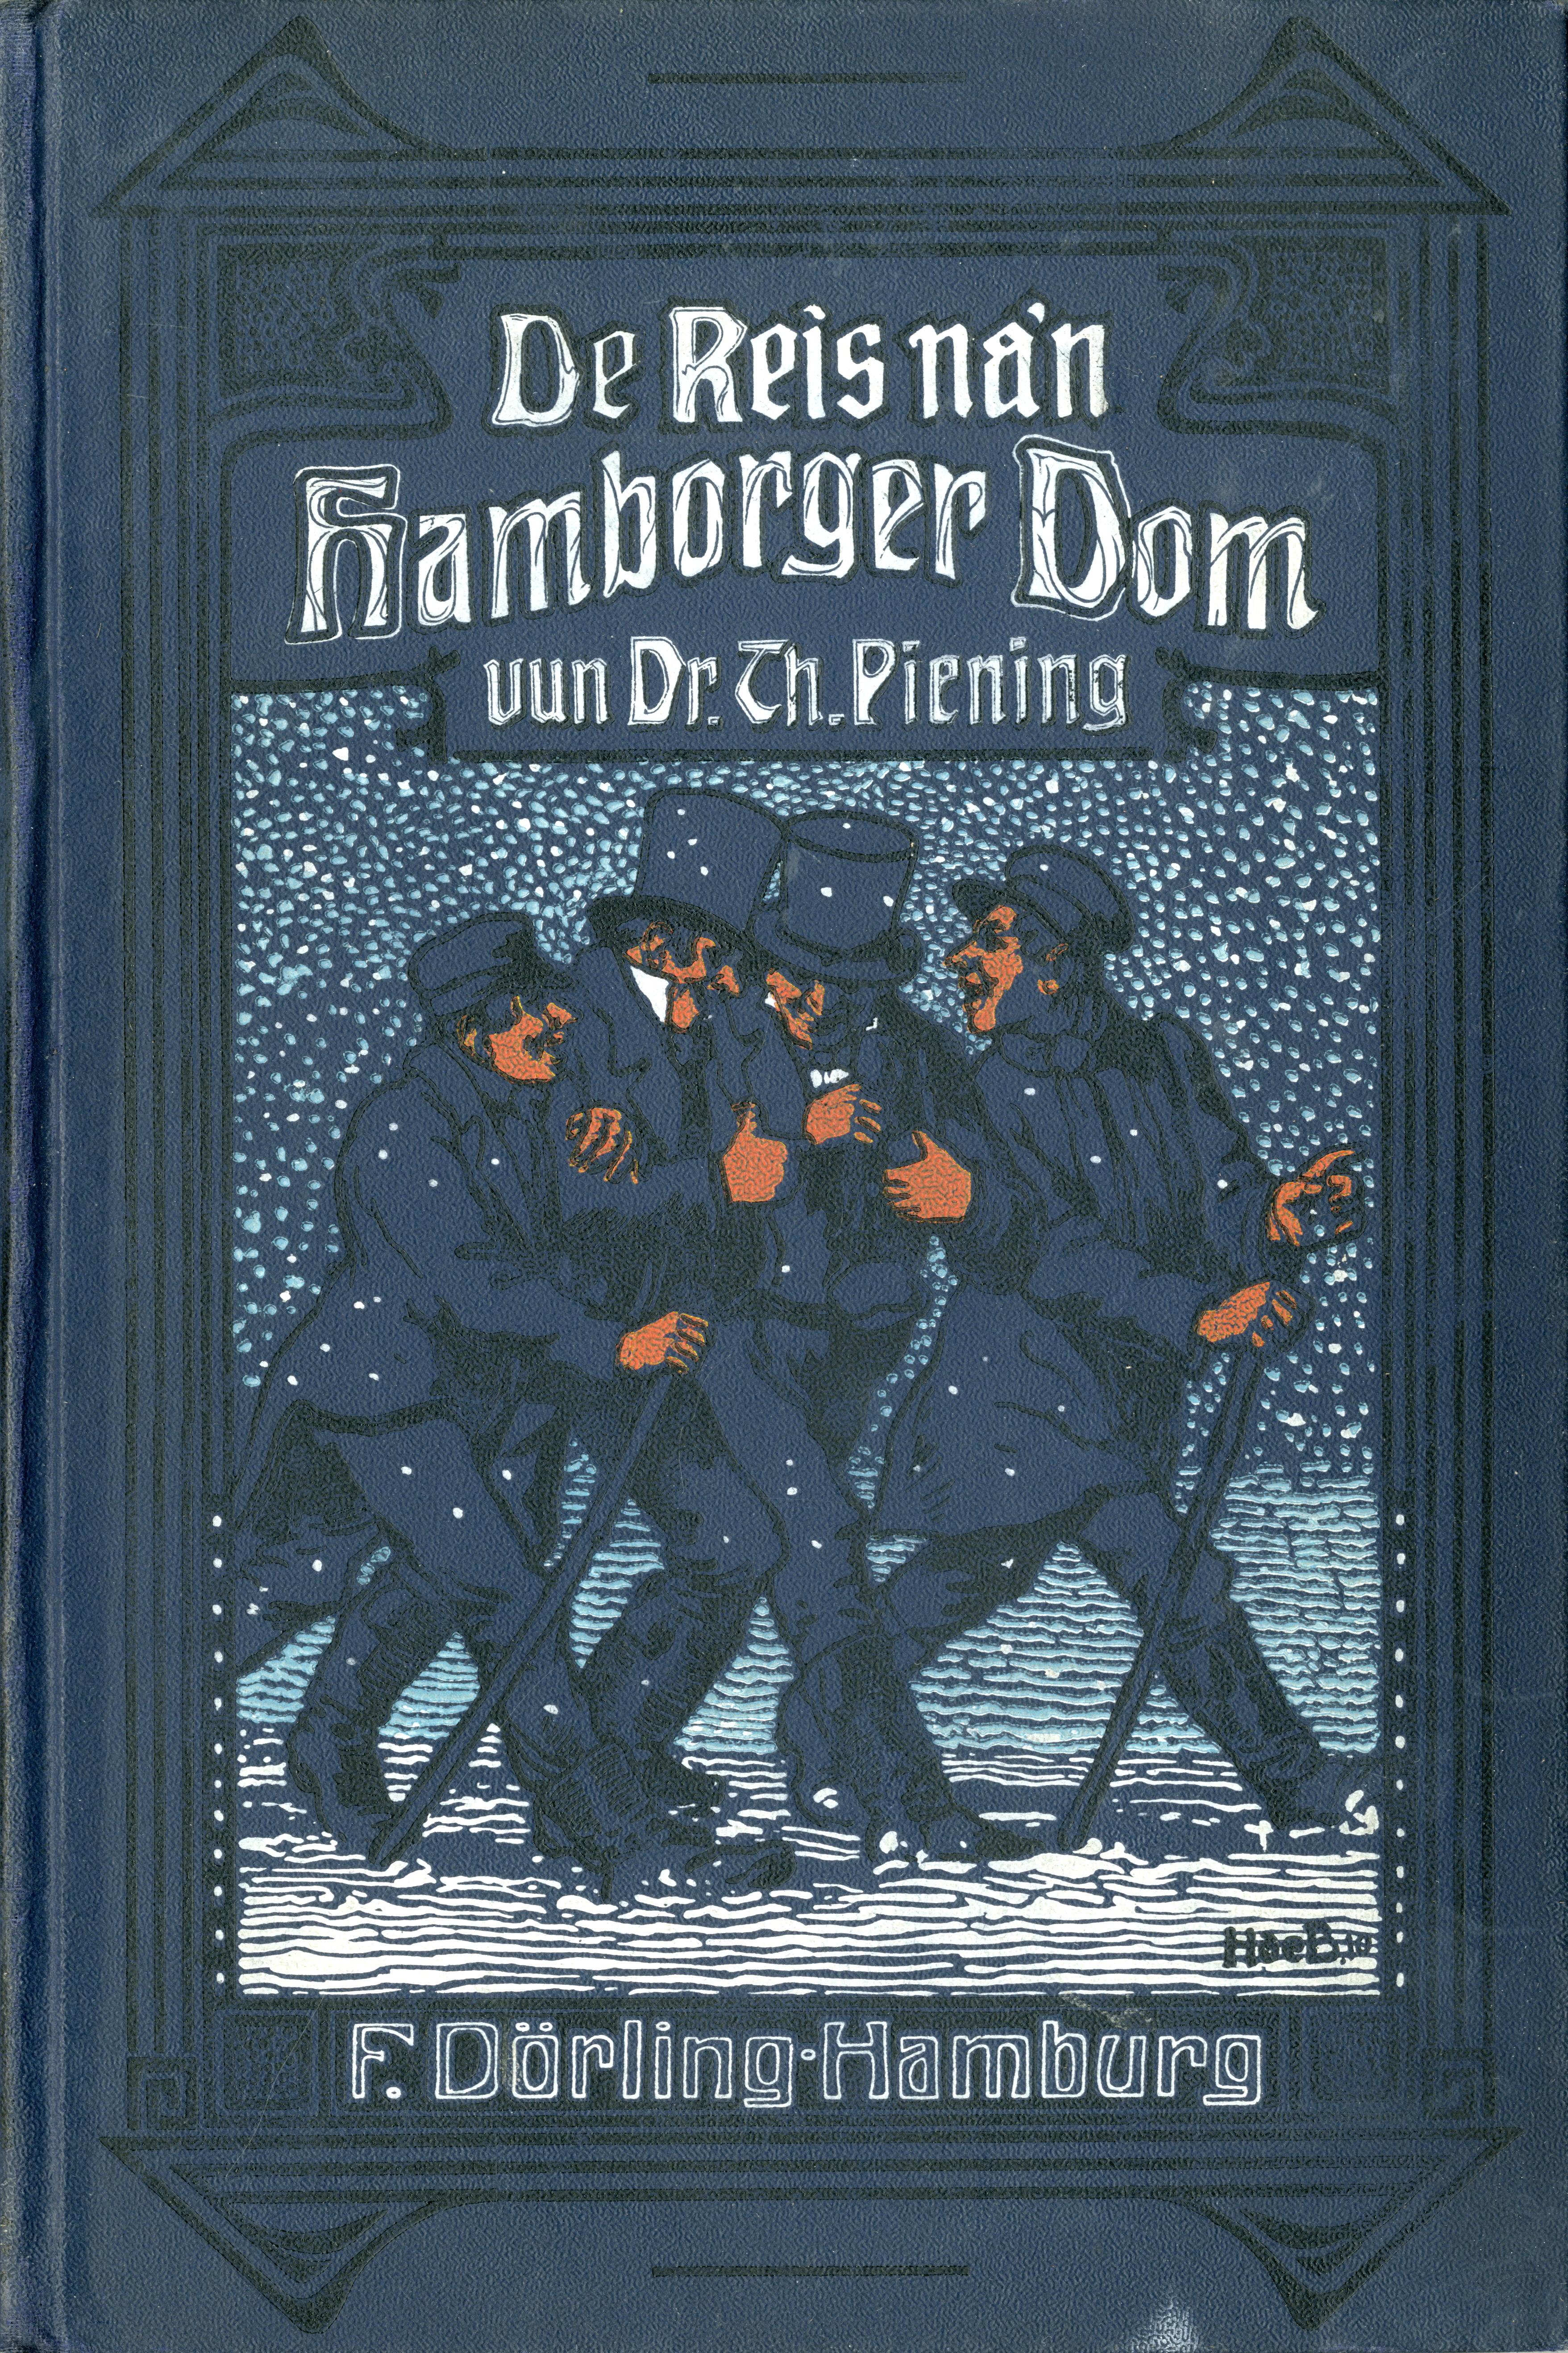 De Reis na'n
Hamborger Dom
vun Dr. Th. Piening
F. Dörling·Hamburg